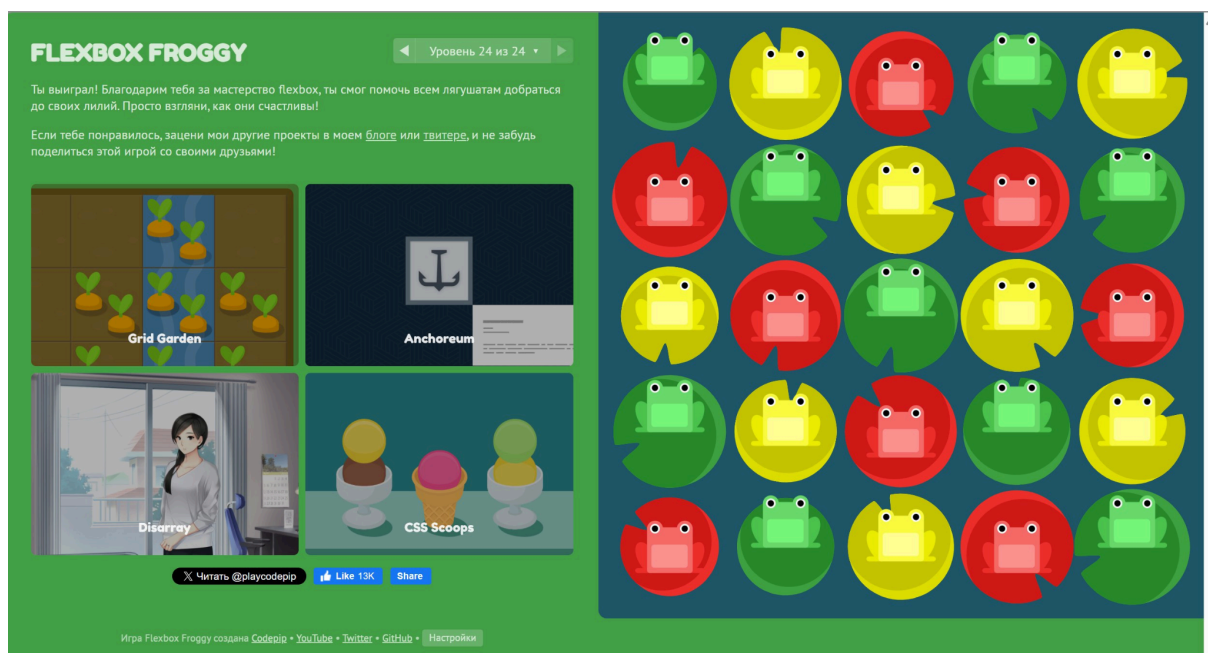 FLEXBOX FROGGY
◀ Уровень 24 из 24 ▾ ▶
Ты выиграл! Благодарим тебя за мастерство flexbox, ты смог помочь всем лягушатам добраться
до своих лилий. Просто взгляни, как они счастливы!
Если тебе понравилось, зацени мои другие проекты в моем блоге или твитере, и не забудь
поделиться этой игрой со своими друзьями!
Grid Garden
Anchoreum
Disarray
CSS Scoops
X Читать @playcodepip
Like 13K
Share
Игра Flexbox Froggy создана Codepip • YouTube • Twitter • GitHub • Настройки